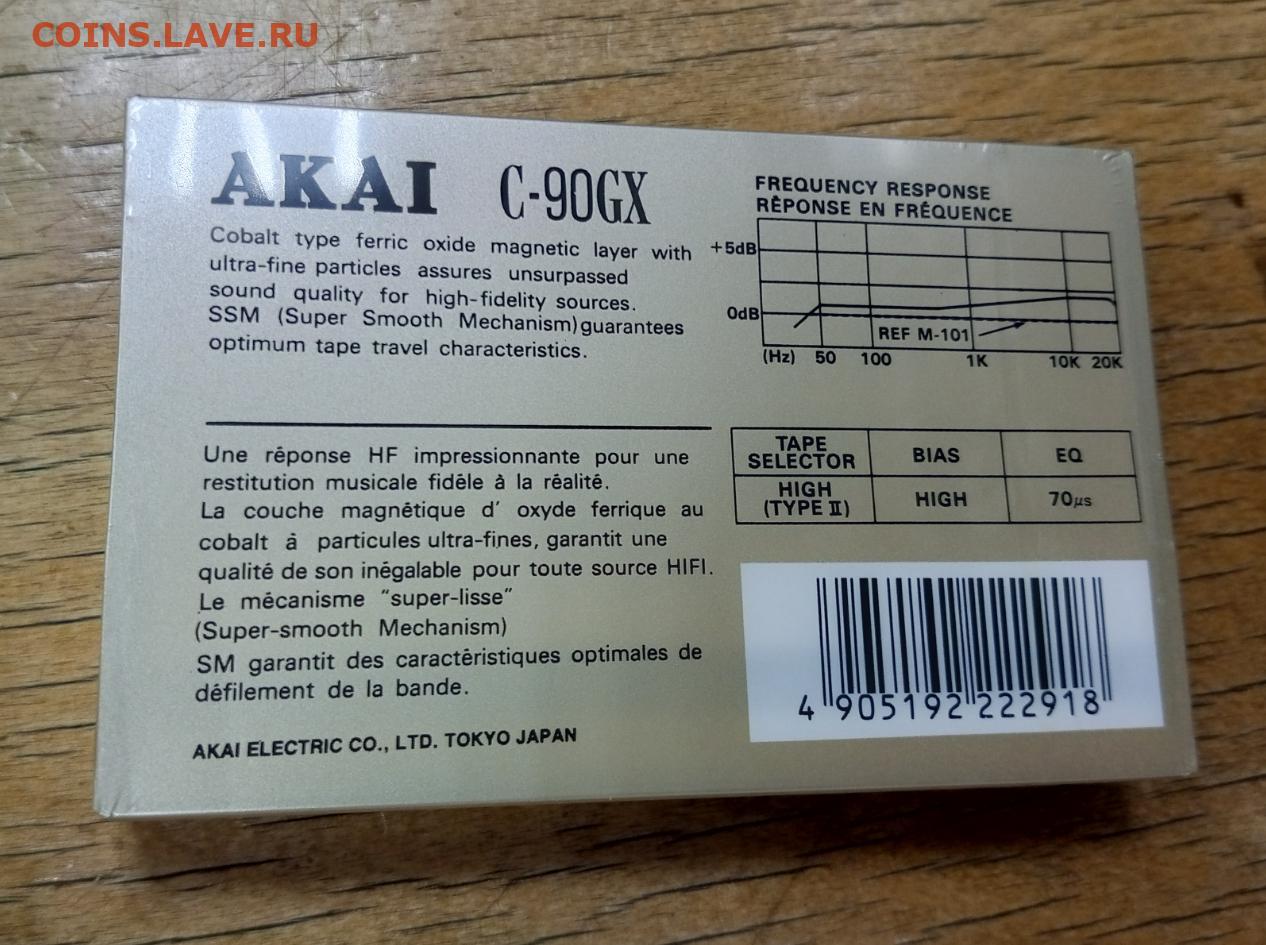 COINS.LAVE.RU
AKAI C-90GX
Cobalt type ferric oxide magnetic layer with
ultra-fine particles assures unsurpassed
sound quality for high-fidelity sources.
SSM (Super Smooth Mechanism) guarantees
optimum tape travel characteristics.
FREQUENCY RESPONSE
RÉPONSE EN FRÉQUENCE
+5dB
0dB
REF M-101
(Hz) 50 100 1K 10K 20K
Une réponse HF impressionnante pour une
restitution musicale fidèle à la réalité.
La couche magnétique d' oxyde ferrique au
cobalt à particules ultra-fines, garantit une
qualité de son inégalable pour toute source HIFI.
Le mécanisme "super-lisse"
(Super-smooth Mechanism)
SM garantit des caractéristiques optimales de
défilement de la bande.
TAPE SELECTOR BIAS EQ
HIGH (TYPE II) HIGH 70μs
4 905192 222918
AKAI ELECTRIC CO., LTD. TOKYO JAPAN